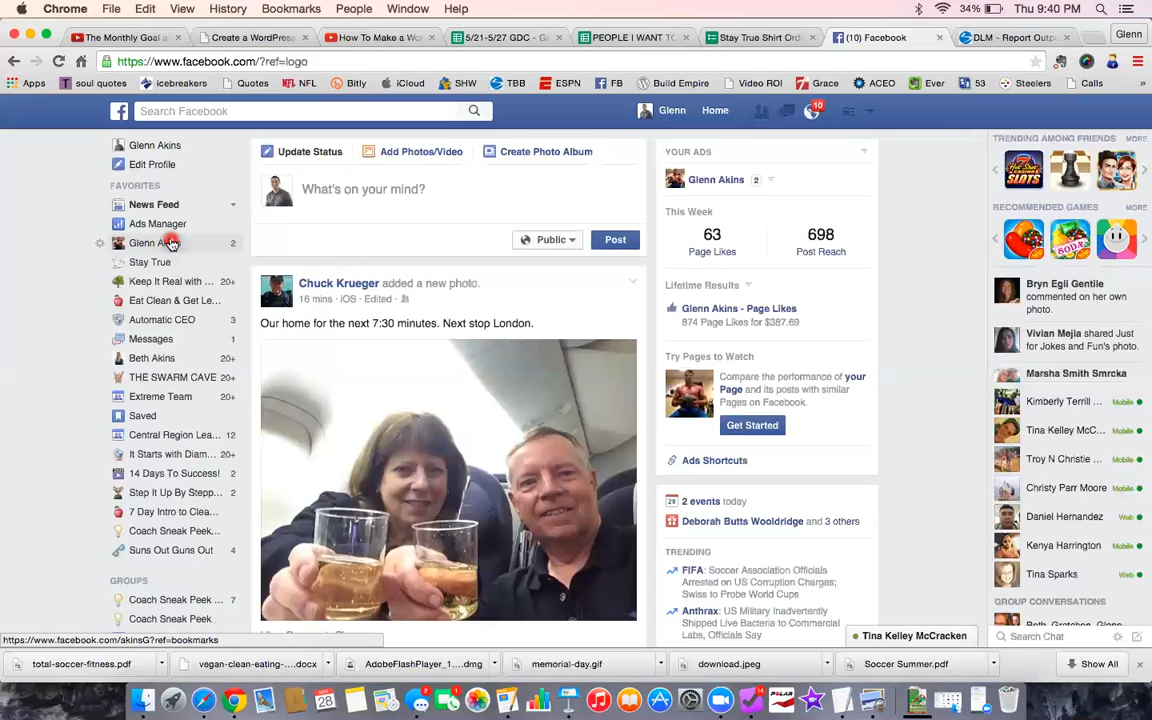 Chrome File Edit View History Bookmarks People Window Help 34% Thu 9:40 PM
The Monthly Goal a Create a WordPress How To Make a Wo 5/21-5/27 GDC - G PEOPLE I WANT T Stay True Shirt Ord (10) Facebook DLM - Report Outp Glenn
https://www.facebook.com/?ref=logo
Apps soul quotes icebreakers Quotes NFL Bitly iCloud SHW TBB ESPN FB Build Empire Video ROI Grace ACEO Ever 53 Steelers Calls »
Search Facebook Glenn Home 10
Glenn Akins
Edit Profile
FAVORITES
News Feed
Ads Manager
Glenn Akins 2
Stay True
Keep It Real with ... 20+
Eat Clean & Get Le...
Automatic CEO 3
Messages 1
Beth Akins 20+
THE SWARM CAVE 20+
Extreme Team 20+
Saved
Central Region Lea... 12
It Starts with Diam... 20+
14 Days To Success! 2
Step It Up By Stepp... 2
7 Day Intro to Clea...
Coach Sneak Peek...
Suns Out Guns Out 4
GROUPS
Coach Sneak Peek ... 7
Coach Sneak Peek
https://www.facebook.com/akinsG?ref=bookmarks
Update Status Add Photos/Video Create Photo Album
What's on your mind?
Public Post
Chuck Krueger added a new photo.
16 mins · iOS · Edited ·
Our home for the next 7:30 minutes. Next stop London.
YOUR ADS
Glenn Akins 2
This Week
63 698
Page Likes Post Reach
Lifetime Results
Glenn Akins - Page Likes
874 Page Likes for $387.69
Try Pages to Watch
Compare the performance of your
Page and its posts with similar
Pages on Facebook.
Get Started
Ads Shortcuts
28 2 events today
Deborah Butts Wooldridge and 3 others
TRENDING
FIFA: Soccer Association Officials
Arrested on US Corruption Charges;
Swiss to Probe World Cups
Anthrax: US Military Inadvertently
Shipped Live Bacteria to Commercial
Labs, Officials Say
TRENDING AMONG FRIENDS MORE
SLOTS
RECOMMENDED GAMES MORE
SODA
Bryn Egli Gentile
commented on her own
photo.
Vivian Mejia shared Just
for Jokes and Fun's photo.
Marsha Smith Smrcka
Kimberly Terrill ... Mobile
Tina Kelley McC... Mobile
Troy N Christie ... Mobile
Christy Parr Moore Mobile
Daniel Hernandez Web
Kenya Harrington Mobile
Tina Sparks Web
GROUP CONVERSATIONS
Tina Kelley McCracken Search Chat
total-soccer-fitness.pdf vegan-clean-eating-....docx AdobeFlashPlayer_1....dmg memorial-day.gif download.jpeg Soccer Summer.pdf Show All
MAY
28
POLAR